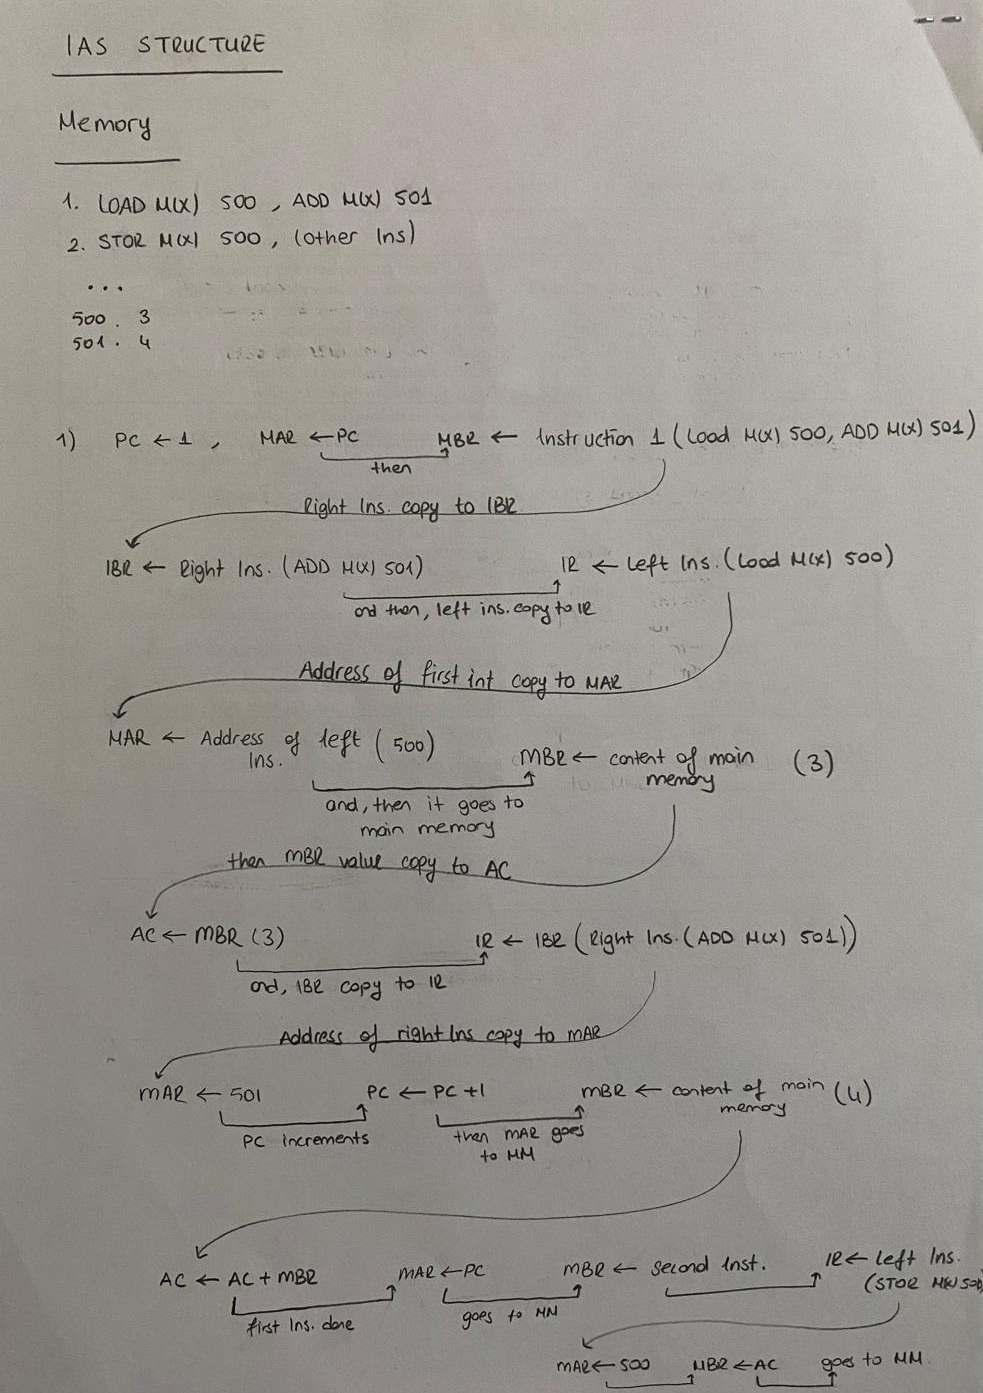 IAS STRUCTURE
Memory
1. LOAD M(X) 500 , ADD M(X) 501
2. STOR M(X) 500 , (Other Ins)
...
500 . 3
501 . 4
1) PC ← 1 , MAR ← PC MBR ← Instruction 1 (Load M(X) 500, ADD M(X) 501)
then
Right Ins. copy to IBR
IBR ← Right Ins. (ADD M(X) 501) IR ← Left Ins. (Load M(X) 500)
and then, left ins. copy to IR
Address of first int copy to MAR
MAR ← Address of left (500)
Ins.
MBR ← content of main (3)
memory
and, then it goes to
main memory
then MBR value copy to AC
AC ← MBR (3) IR ← IBR (Right Ins. (ADD M(X) 501))
and, IBR copy to IR
Address of right Ins copy to MAR
MAR ← 501 PC ← PC +1 MBR ← content of main (4)
memory
PC increments then MAR goes
to MM
AC ← AC + MBR MAR ← PC MBR ← second Inst. IR ← Left Ins.
(STOR M(X) 500)
first Ins. done goes to MM
MAR ← 500 MBR ← AC goes to MM.